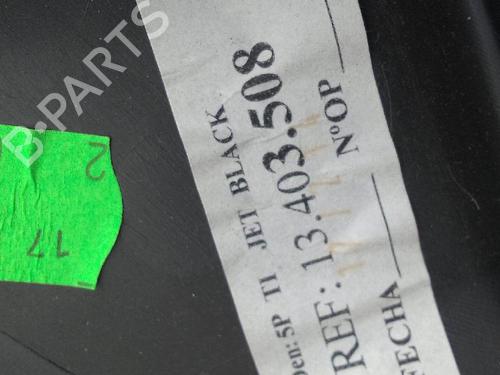 B-PARTS
2
17
Den: 5P TI JET BLACK
REF: 13.403.508
FECHA
NºOP